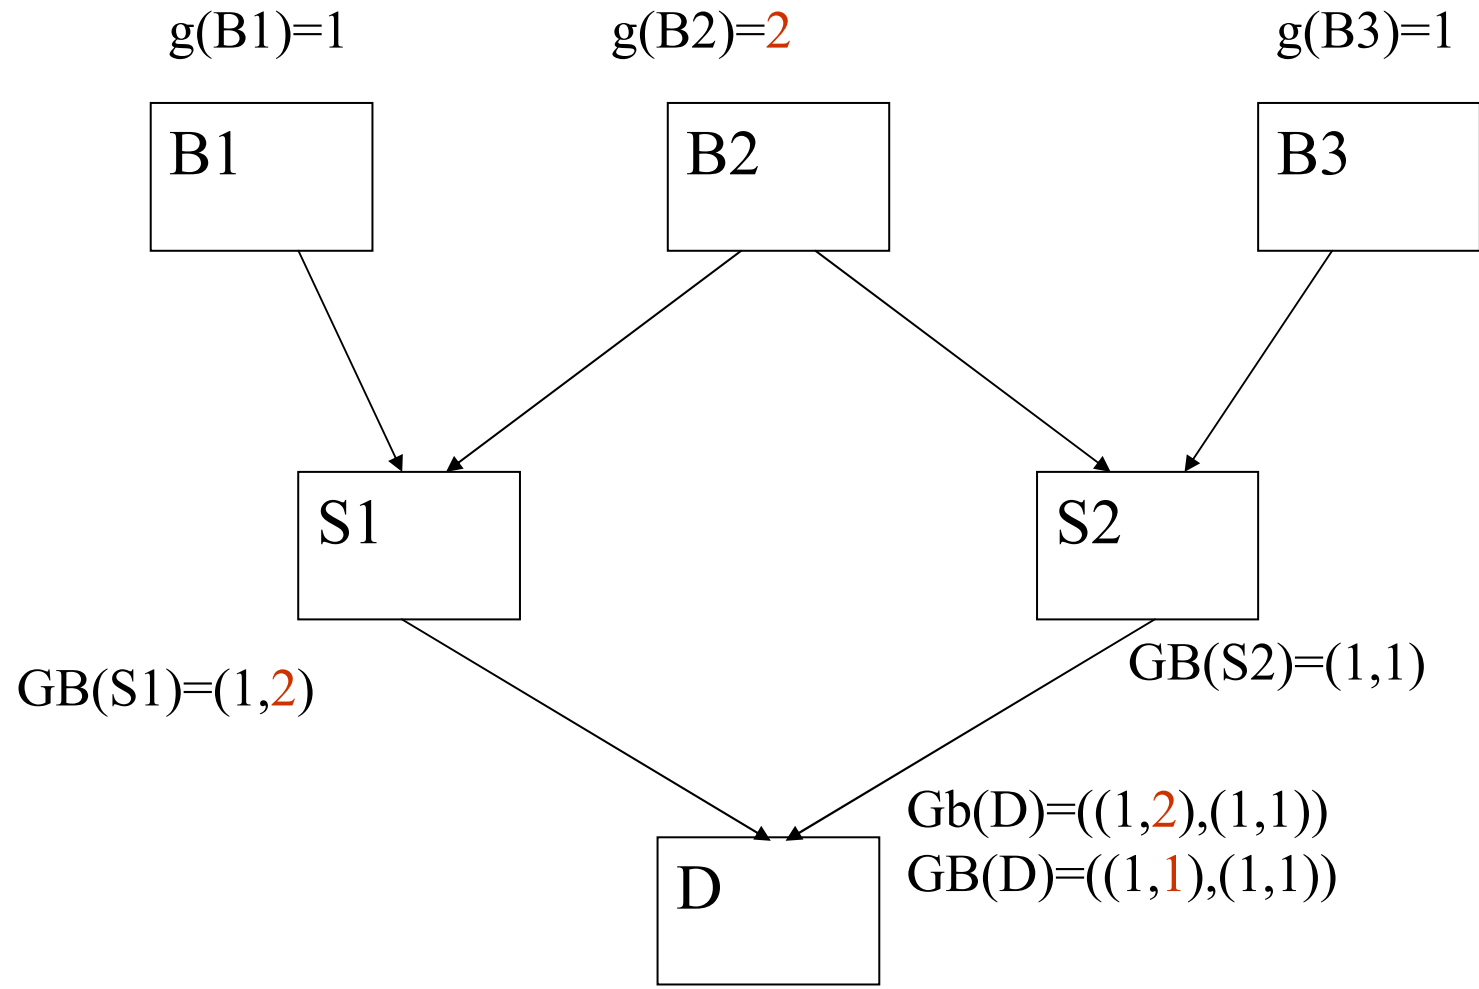 g(B1)=1
g(B2)=2
g(B3)=1
B1
B2
B3
S1
S2
GB(S1)=(1,2)
GB(S2)=(1,1)
Gb(D)=((1,2),(1,1))
GB(D)=((1,1),(1,1))
D